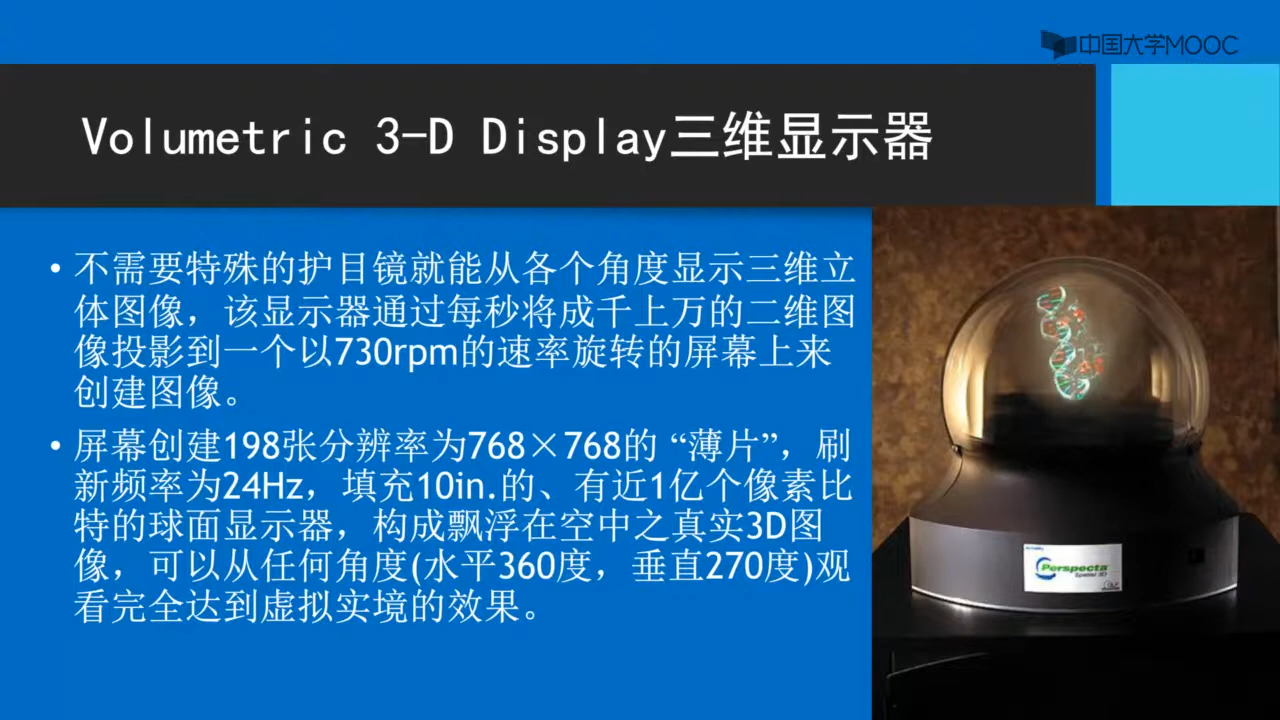 中国大学MOOC
Volumetric 3-D Display三维显示器
• 不需要特殊的护目镜就能从各个角度显示三维立
体图像，该显示器通过每秒将成千上万的二维图
像投影到一个以730rpm的速率旋转的屏幕上来
创建图像。
• 屏幕创建198张分辨率为768×768的 “薄片”，刷
新频率为24Hz，填充10in.的、有近1亿个像素比
特的球面显示器，构成飘浮在空中之真实3D图
像，可以从任何角度(水平360度，垂直270度)观
看完全达到虚拟实境的效果。
Perspecta
Spatial 3D